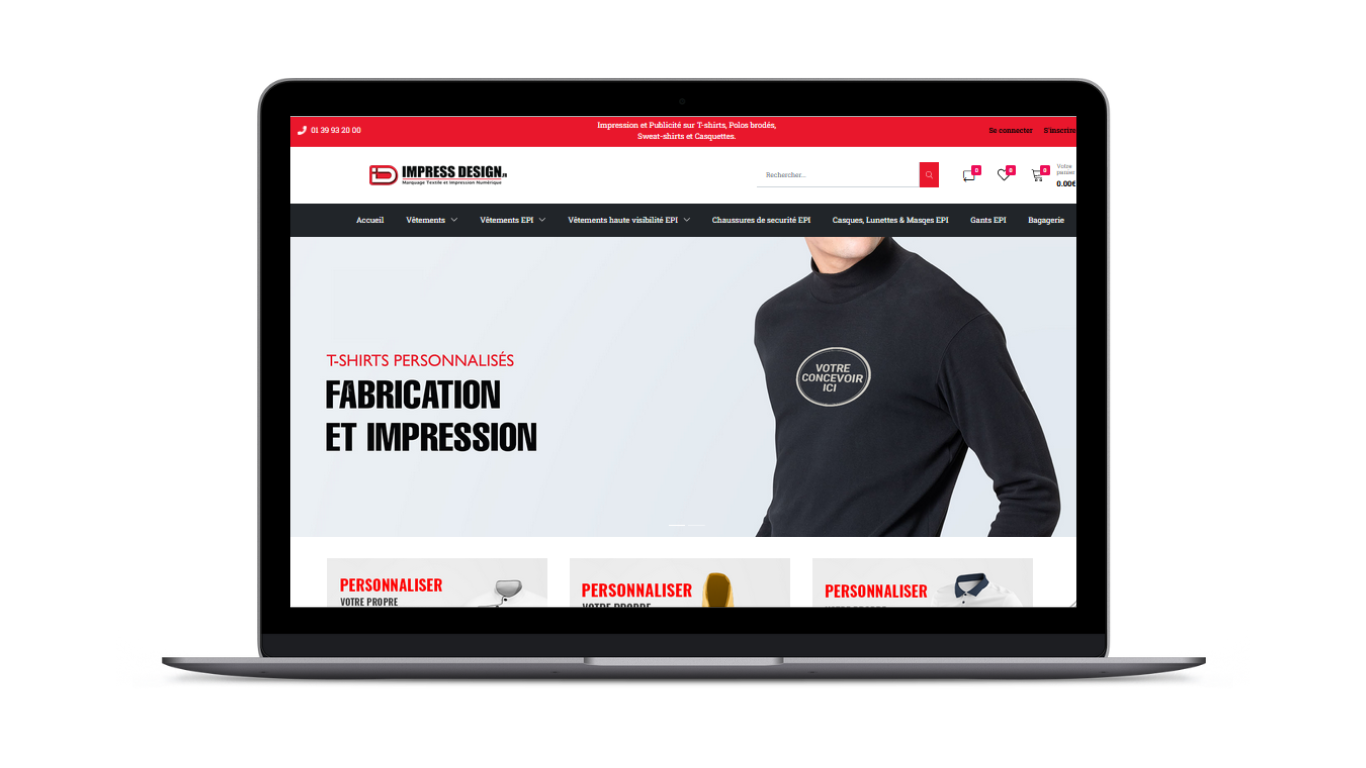 01 39 93 20 00
Impression et Publicité sur T-shirts, Polos brodés,
Sweat-shirts et Casquettes.
Se connecter S'inscrire
IMPRESS DESIGN.fr
Marquage Textile et Impression Numérique
Rechercher...
0
0
0
Votre
panier
0.00€
Accueil Vêtements Vêtements EPI Vêtements haute visibilité EPI Chaussures de securité EPI Casques, Lunettes & Masqes EPI Gants EPI Bagagerie
T-SHIRTS PERSONNALISÉS
FABRICATION
ET IMPRESSION
VOTRE
CONCEVOIR
ICI
PERSONNALISER
VOTRE PROPRE
PERSONNALISER
VOTRE PROPRE
PERSONNALISER